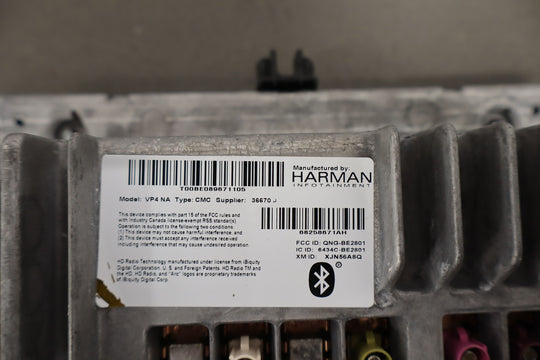 T00BE089671105
Manufactured by:
HARMAN
INFOTAINMENT
Model: VP4 NA Type: CMC Supplier: 36670 J
68258671AH
This device complies with part 15 of the FCC rules and
with Industry Canada license-exempt RSS standard(s)
Operation is subject to the following two conditions:
(1) This device may not cause harmful interference, and
(2) This device must accept any interference received
including interference that may cause undesired operation.
FCC ID: QNG-BE2801
IC ID: 6434C-BE2801
XM ID: XJN56A8Q
HD Radio Technology manufactured under license from iBiquity
Digital Corporation. U.S. and Foreign Patents. HD Radio TM and
the HD, HD Radio, and "Arc" logos are proprietary trademarks
of iBiquity Digital Corp.